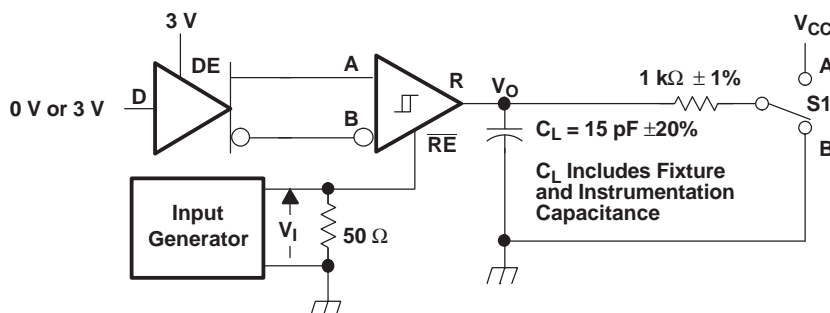 3 V
V_CC
DE
A
A
R
V_O
1 kΩ ± 1%
0 V or 3 V
D
S1
B
R̅E̅
C_L = 15 pF ±20%
B
C_L Includes Fixture
and Instrumentation
Capacitance
Input
Generator
V_I
50 Ω